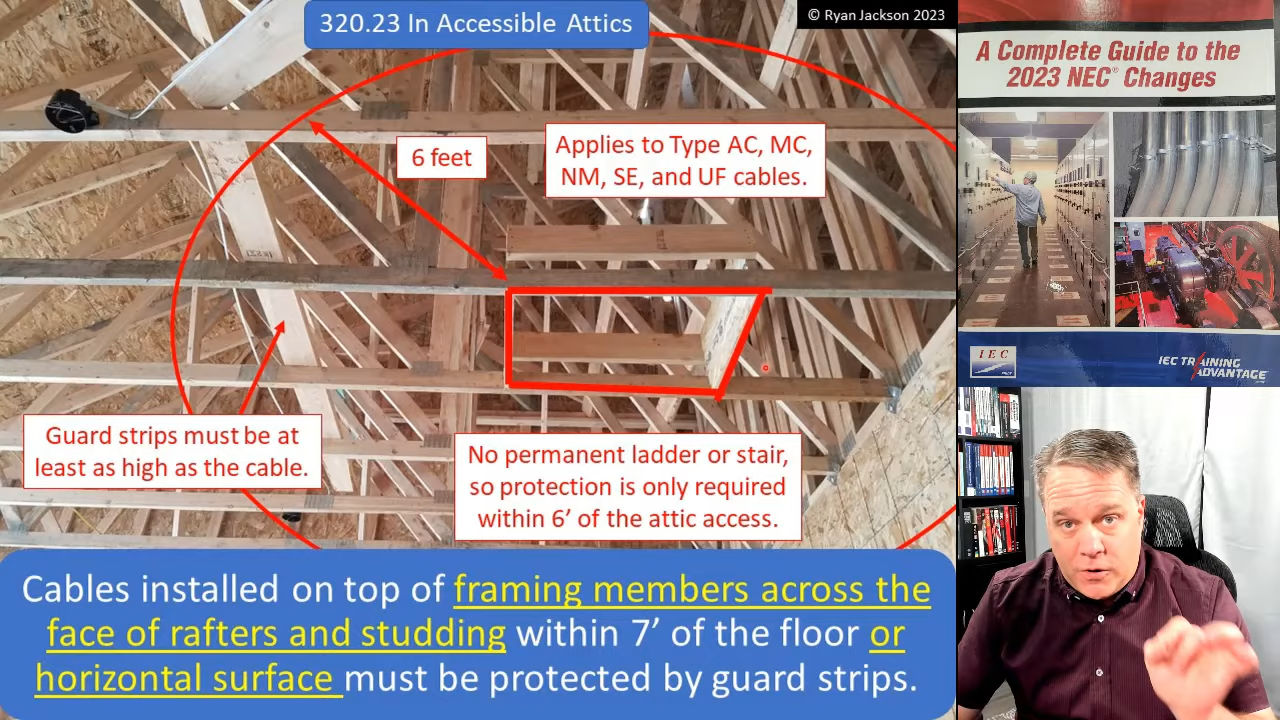 320.23 In Accessible Attics
© Ryan Jackson 2023
6 feet
Applies to Type AC, MC,
NM, SE, and UF cables.
Guard strips must be at
least as high as the cable.
No permanent ladder or stair,
so protection is only required
within 6’ of the attic access.
Cables installed on top of framing members across the
face of rafters and studding within 7’ of the floor or
horizontal surface must be protected by guard strips.
A Complete Guide to the
2023 NEC® Changes
IEC
IEC TRAINING
ADVANTAGE